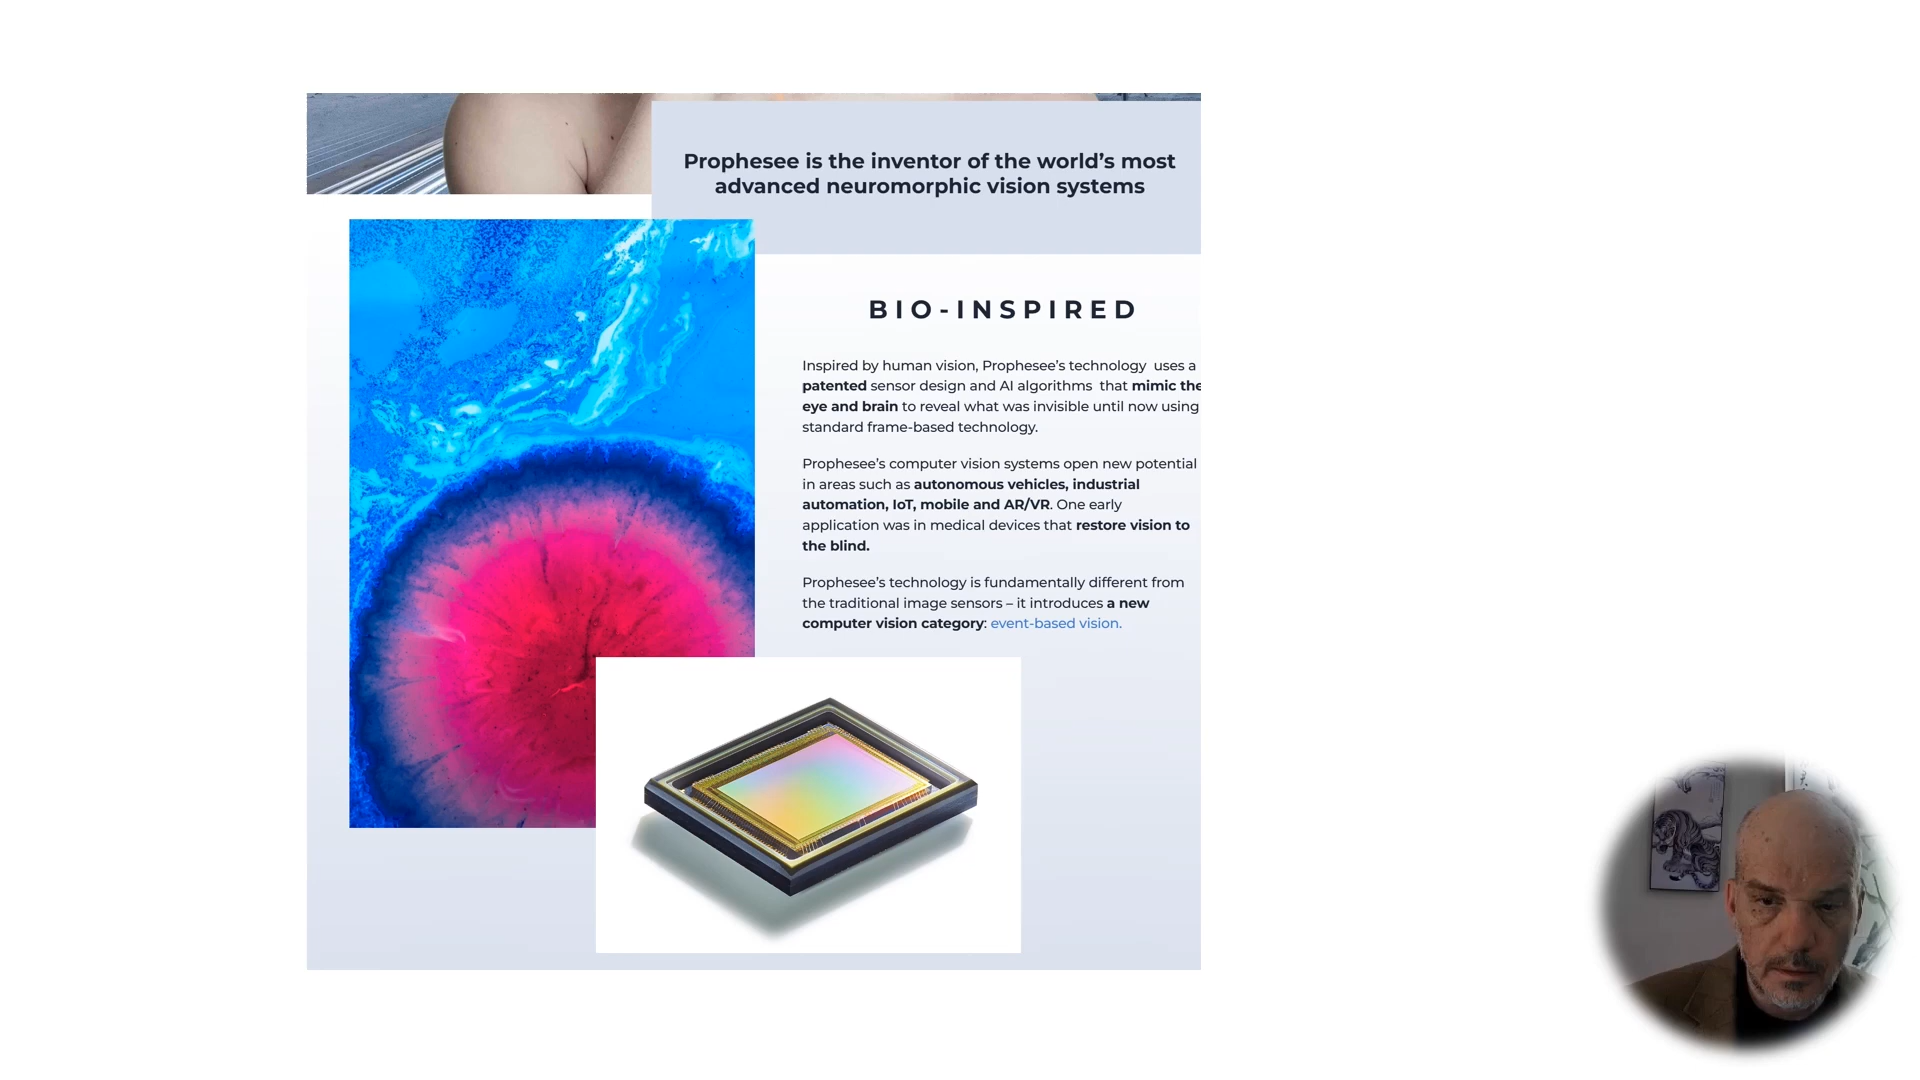 Prophesee is the inventor of the world’s most
advanced neuromorphic vision systems
BIO-INSPIRED
Inspired by human vision, Prophesee’s technology uses a
patented sensor design and AI algorithms that mimic the
eye and brain to reveal what was invisible until now using
standard frame-based technology.
Prophesee’s computer vision systems open new potential
in areas such as autonomous vehicles, industrial
automation, IoT, mobile and AR/VR. One early
application was in medical devices that restore vision to
the blind.
Prophesee’s technology is fundamentally different from
the traditional image sensors – it introduces a new
computer vision category: event-based vision.